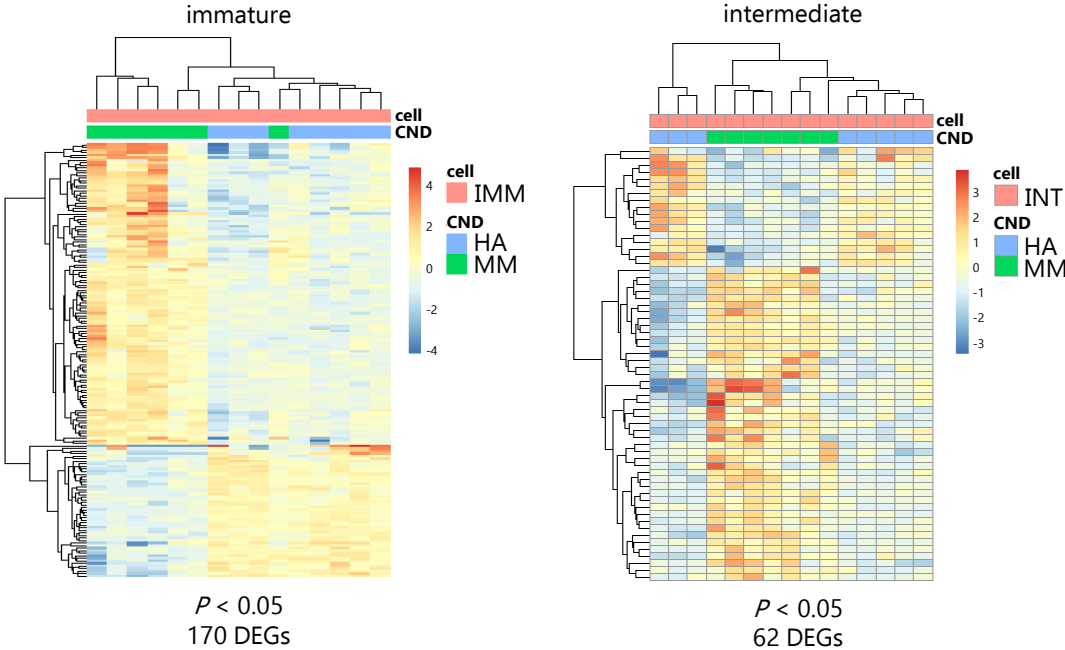 immature
cell
CND
4
2
0
-2
-4
cell
IMM
CND
HA
MM
P < 0.05
170 DEGs
intermediate
cell
CND
3
2
1
0
-1
-2
-3
cell
INT
CND
HA
MM
P < 0.05
62 DEGs